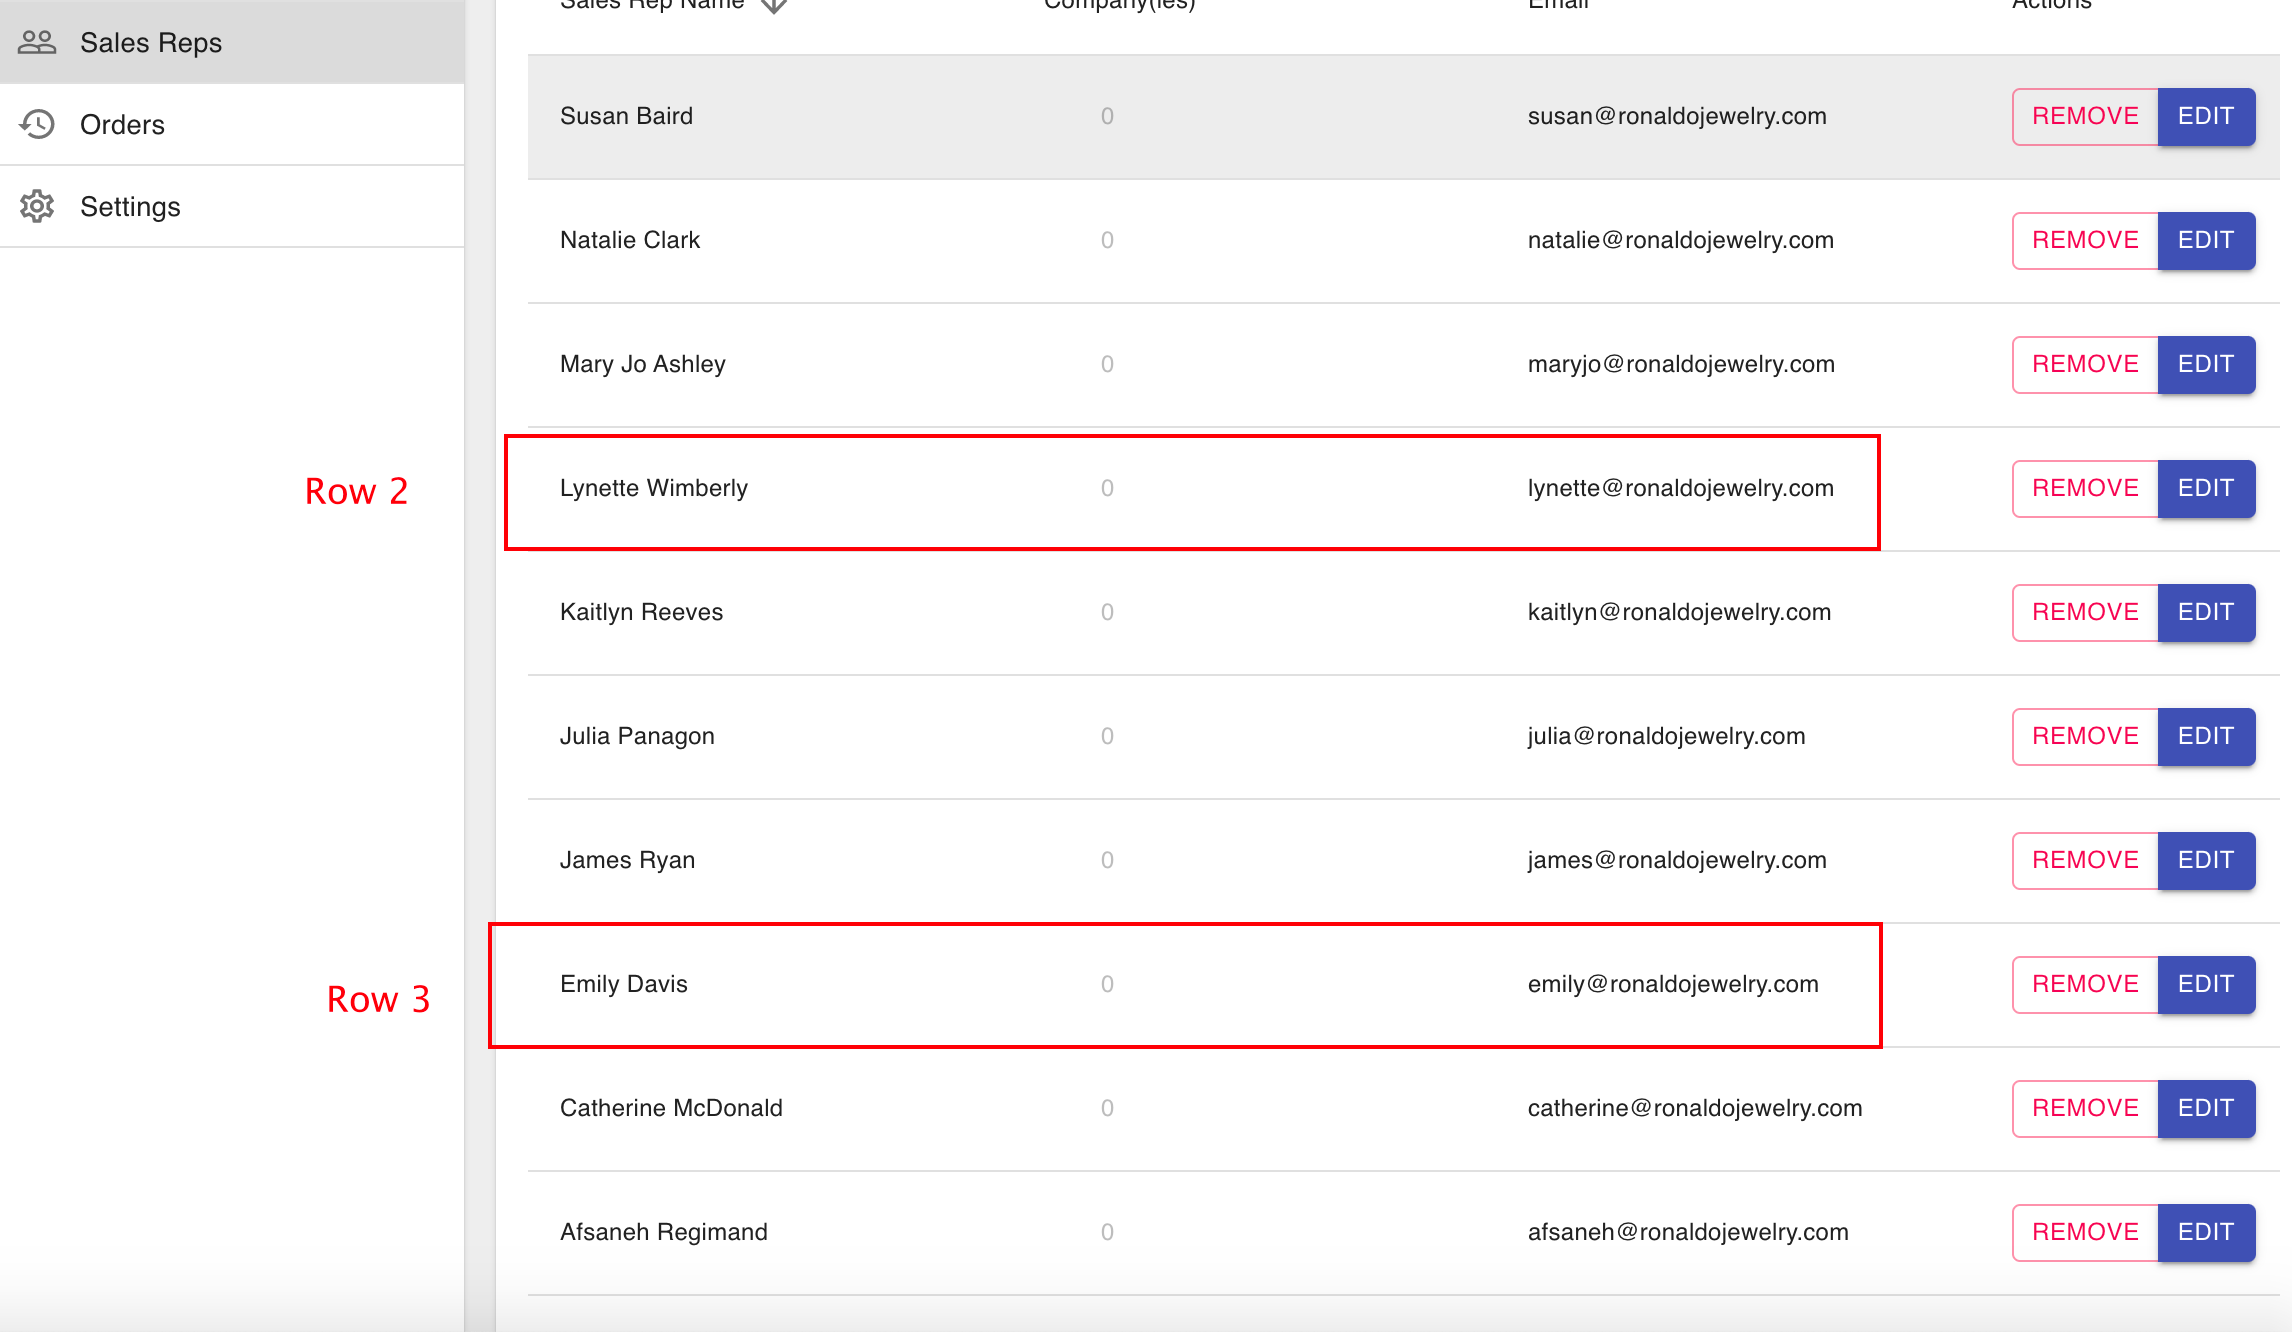 Sales Rep Name Company(ies) Email Actions
Sales Reps
Susan Baird 0 susan@ronaldojewelry.com REMOVE EDIT
Orders
Settings
Natalie Clark 0 natalie@ronaldojewelry.com REMOVE EDIT
Mary Jo Ashley 0 maryjo@ronaldojewelry.com REMOVE EDIT
Row 2 Lynette Wimberly 0 lynette@ronaldojewelry.com REMOVE EDIT
Kaitlyn Reeves 0 kaitlyn@ronaldojewelry.com REMOVE EDIT
Julia Panagon 0 julia@ronaldojewelry.com REMOVE EDIT
James Ryan 0 james@ronaldojewelry.com REMOVE EDIT
Row 3 Emily Davis 0 emily@ronaldojewelry.com REMOVE EDIT
Catherine McDonald 0 catherine@ronaldojewelry.com REMOVE EDIT
Afsaneh Regimand 0 afsaneh@ronaldojewelry.com REMOVE EDIT